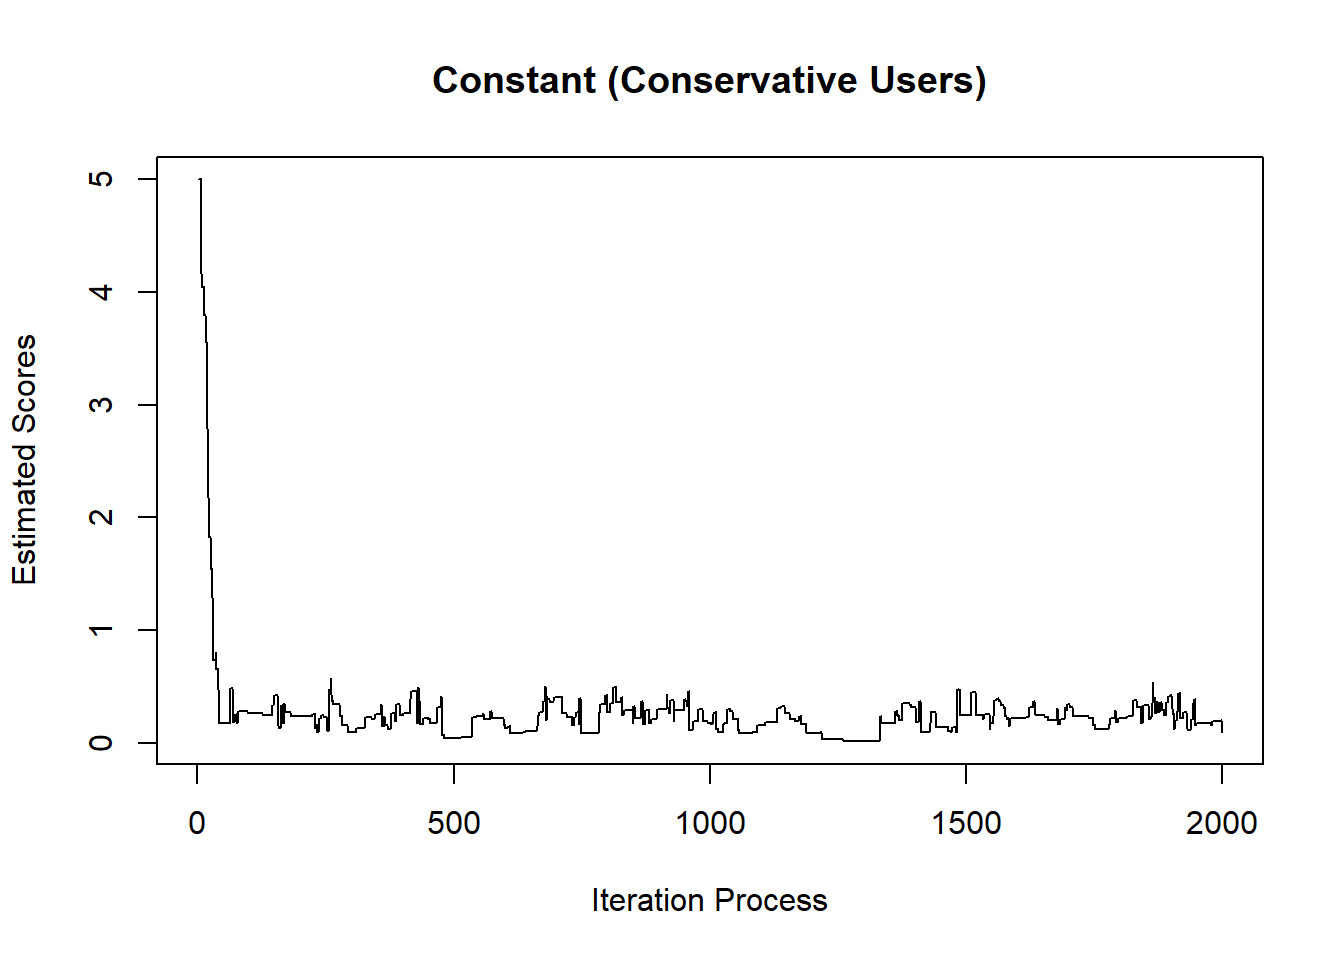 Constant (Conservative Users)
Estimated Scores
5
4
3
2
1
0
0 500 1000 1500 2000
Iteration Process